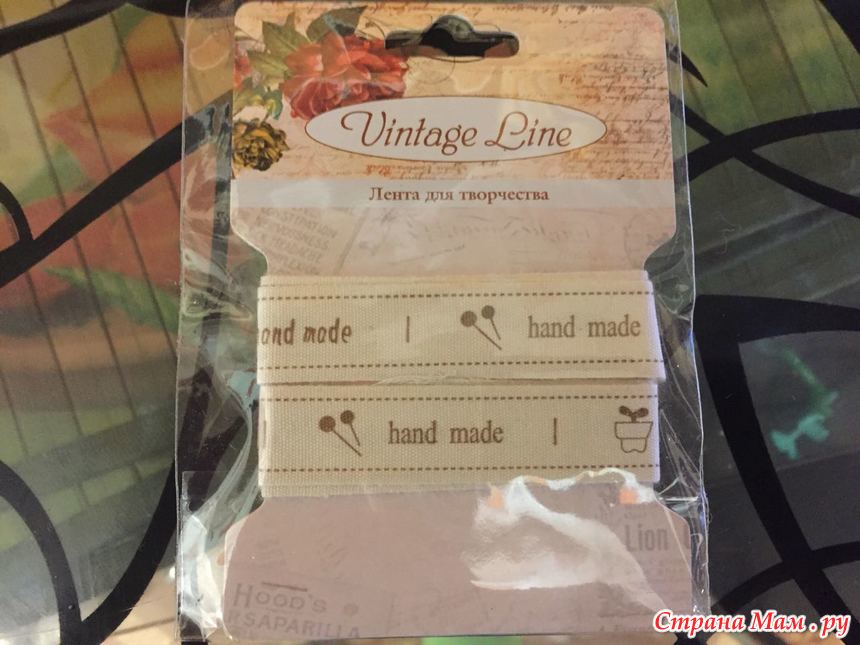 Vintage Line
Лента для творчества
hand made
hand made
hand made
Lion
HOOD'S
SAPARILLA
Страна Мам.ру